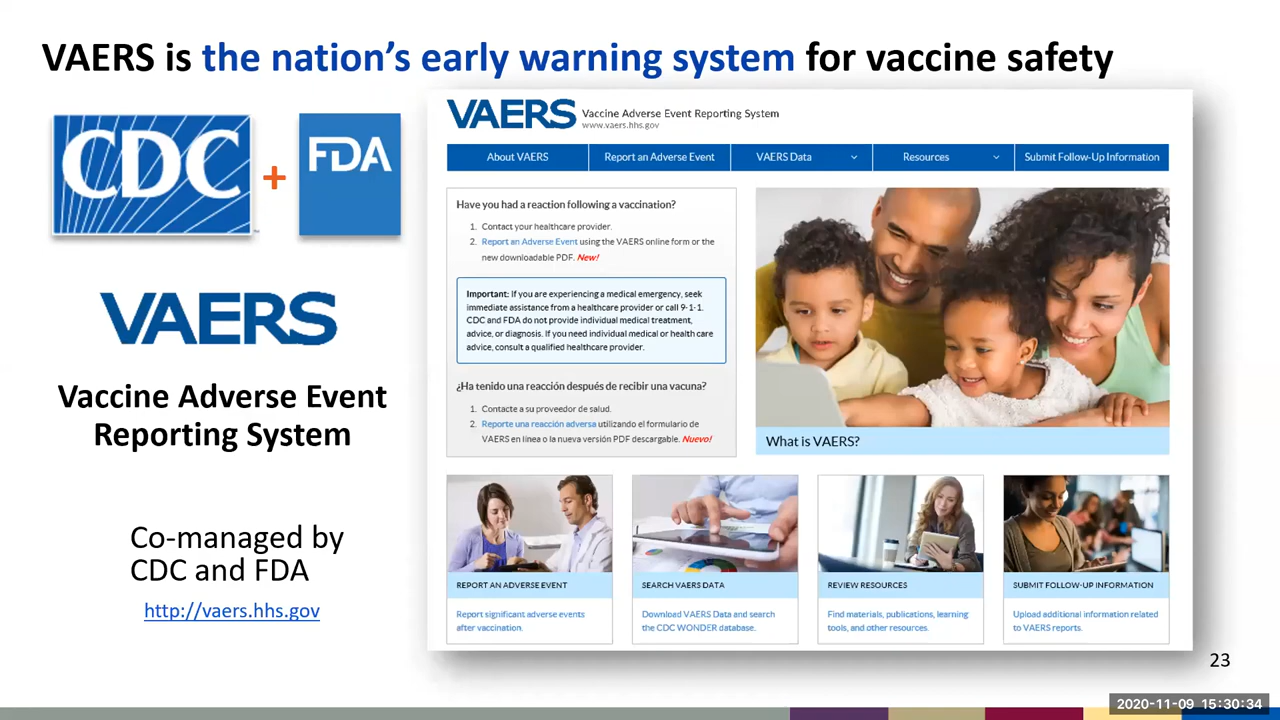 VAERS is the nation’s early warning system for vaccine safety
CDC
+
FDA
VAERS
Vaccine Adverse Event
Reporting System
Co-managed by
CDC and FDA
http://vaers.hhs.gov
VAERS Vaccine Adverse Event Reporting System
www.vaers.hhs.gov
About VAERS Report an Adverse Event VAERS Data Resources Submit Follow-Up Information
Have you had a reaction following a vaccination?
1. Contact your healthcare provider.
2. Report an Adverse Event using the VAERS online form or the
new downloadable PDF. New!
Important: If you are experiencing a medical emergency, seek
immediate assistance from a healthcare provider or call 9-1-1.
CDC and FDA do not provide individual medical treatment,
advice, or diagnosis. If you need individual medical or health care
advice, consult a qualified healthcare provider.
¿Ha tenido una reacción después de recibir una vacuna?
1. Contacte a su proveedor de salud.
2. Reporte una reacción adversa utilizando el formulario de
VAERS en línea o la nueva versión PDF descargable. Nuevo!
What is VAERS?
REPORT AN ADVERSE EVENT
Report significant adverse events
after vaccination.
SEARCH VAERS DATA
Download VAERS Data and search
the CDC WONDER database.
REVIEW RESOURCES
Find materials, publications, learning
tools, and other resources.
SUBMIT FOLLOW-UP INFORMATION
Upload additional information related
to VAERS reports.
23
2020-11-09 15:30:34